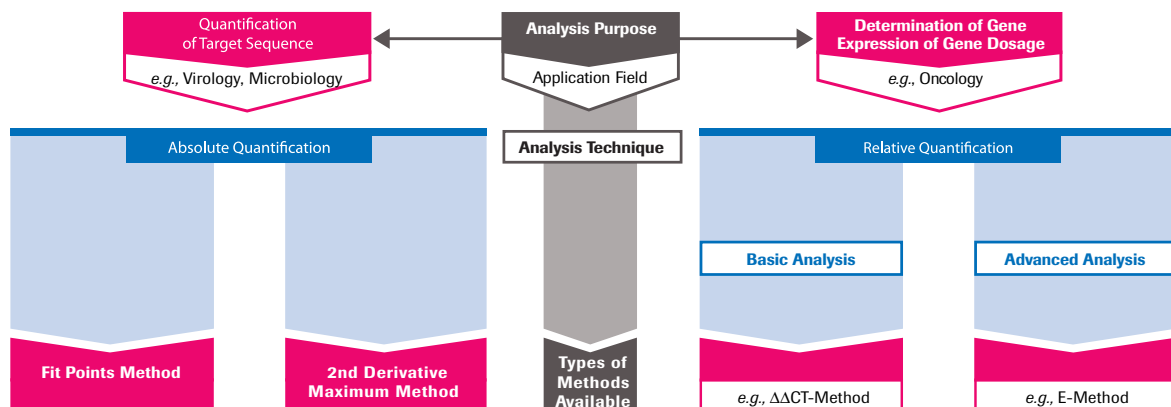 Quantification
of Target Sequence
e.g., Virology, Microbiology
Analysis Purpose
Application Field
Determination of Gene
Expression of Gene Dosage
e.g., Oncology
Absolute Quantification
Analysis Technique
Relative Quantification
Basic Analysis
Advanced Analysis
Fit Points Method
2nd Derivative
Maximum Method
Types of
Methods
Available
e.g., ΔΔCT-Method
e.g., E-Method